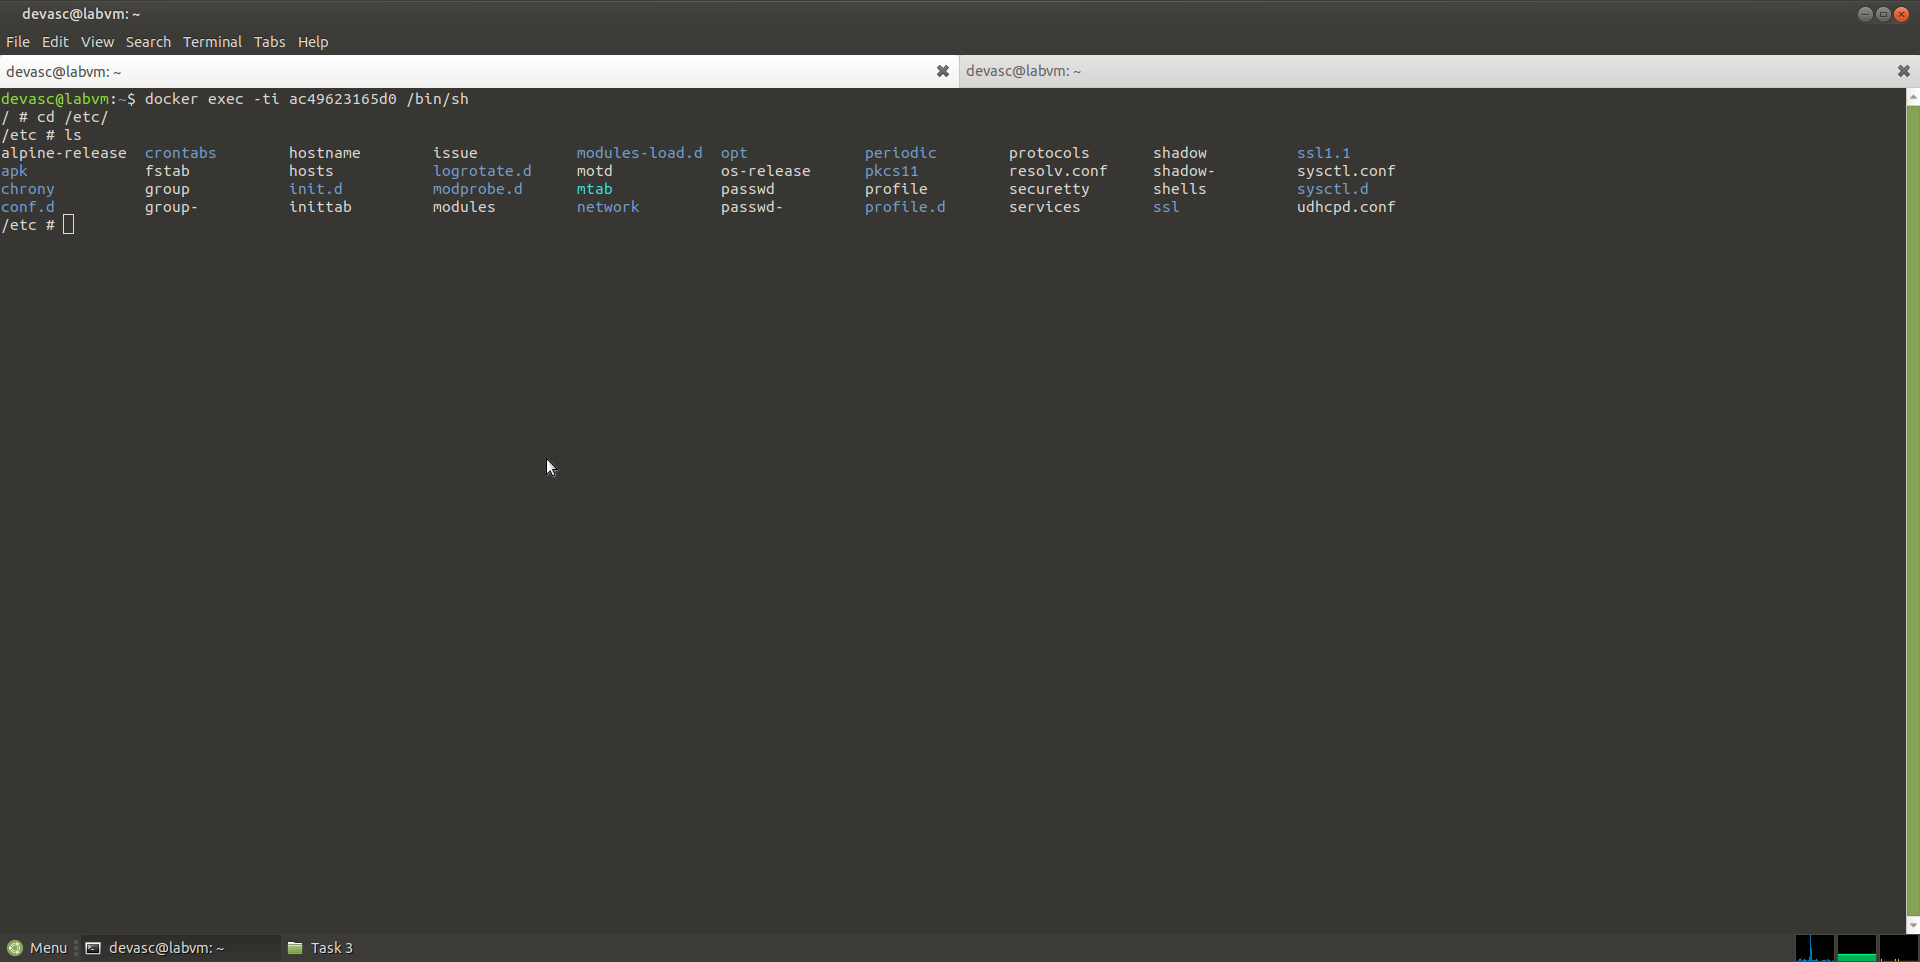 devasc@labvm: ~
File Edit View Search Terminal Tabs Help
devasc@labvm: ~ devasc@labvm: ~
devasc@labvm:~$ docker exec -ti ac49623165d0 /bin/sh
/ # cd /etc/
/etc # ls
alpine-release crontabs hostname issue modules-load.d opt periodic protocols shadow ssl1.1
apk fstab hosts logrotate.d motd os-release pkcs11 resolv.conf shadow- sysctl.conf
chrony group init.d modprobe.d mtab passwd profile securetty shells sysctl.d
conf.d group- inittab modules network passwd- profile.d services ssl udhcpd.conf
/etc #
Menu devasc@labvm: ~ Task 3